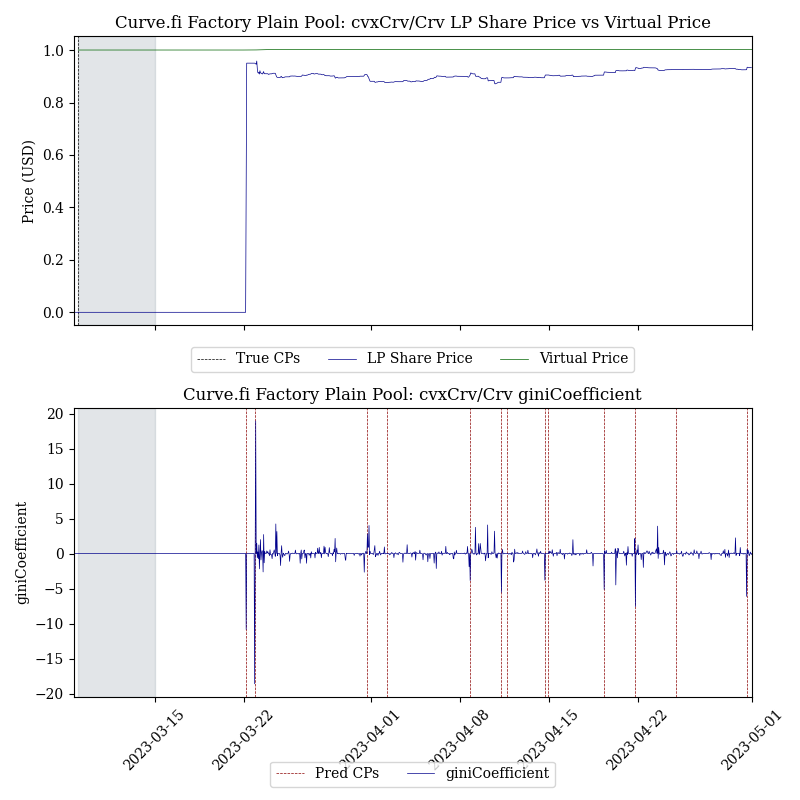 Curve.fi Factory Plain Pool: cvxCrv/Crv LP Share Price vs Virtual Price
1.0
0.8
0.6
0.4
0.2
0.0
Price (USD)
True CPs LP Share Price Virtual Price
Curve.fi Factory Plain Pool: cvxCrv/Crv giniCoefficient
20
15
10
5
0
−5
−10
−15
−20
giniCoefficient
2023-03-15 2023-03-22 2023-04-01 2023-04-08 2023-04-15 2023-04-22 2023-05-01
Pred CPs giniCoefficient